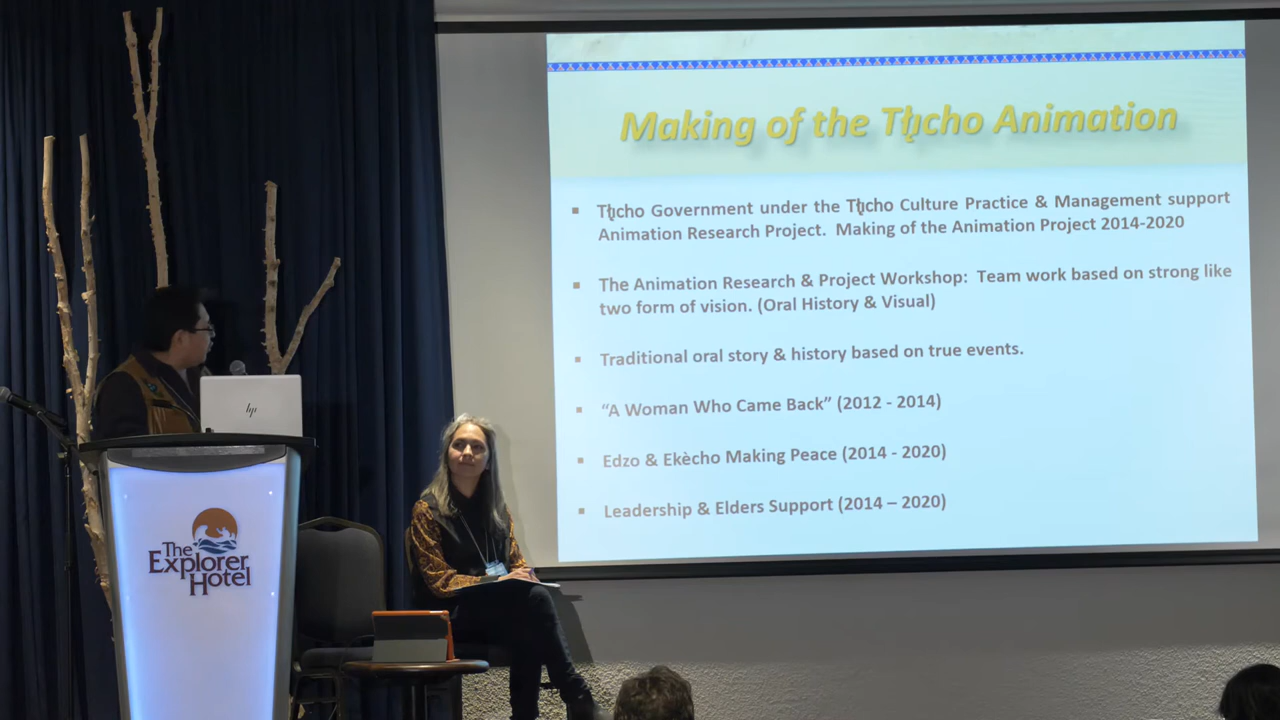 Making of the Tłı̨cho Animation
▪ Tłı̨cho Government under the Tłı̨cho Culture Practice & Management support
Animation Research Project. Making of the Animation Project 2014-2020
▪ The Animation Research & Project Workshop: Team work based on strong like
two form of vision. (Oral History & Visual)
▪ Traditional oral story & history based on true events.
▪ “A Woman Who Came Back” (2012 - 2014)
▪ Edzo & Ekècho Making Peace (2014 - 2020)
▪ Leadership & Elders Support (2014 – 2020)
hp
The
Explorer
Hotel